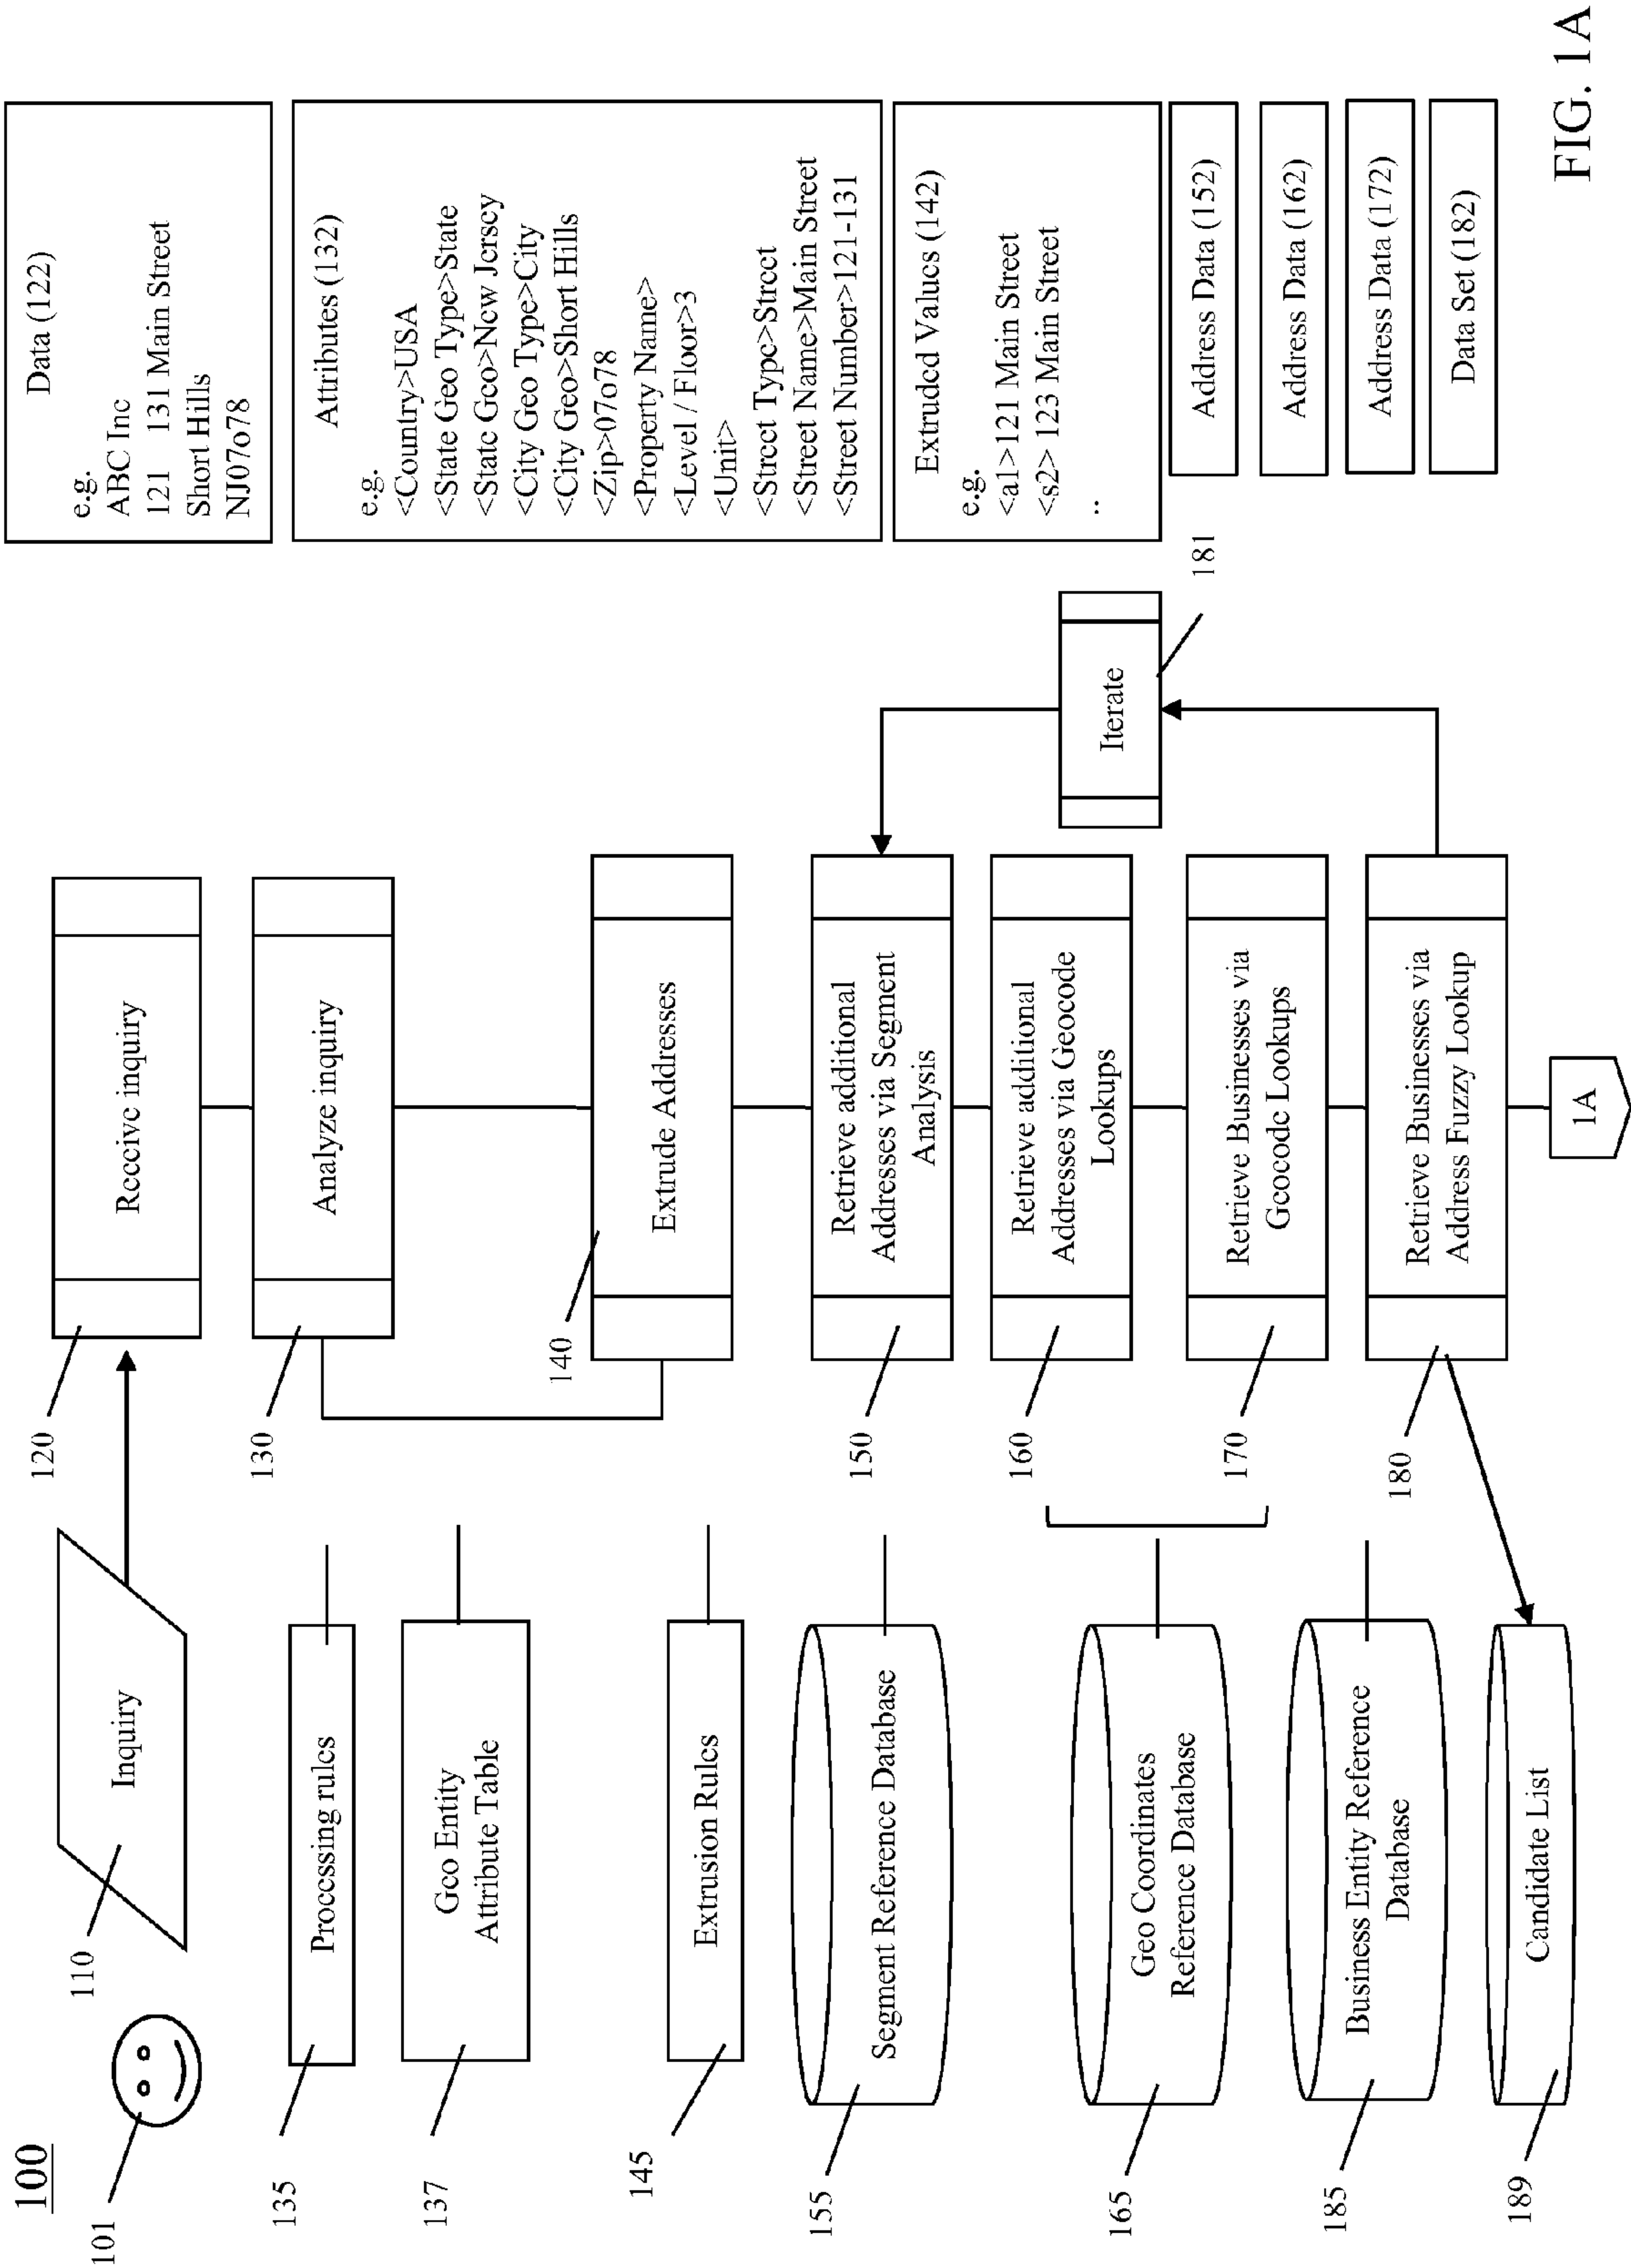 100
101
110
Inquiry
120
Receive inquiry
Data (122)
e.g.
ABC Inc
121 131 Main Street
Short Hills
NJ07o78
135
Processing rules
130
Analyze inquiry
137
Geo Entity
Attribute Table
Attributes (132)
e.g.
<Country>USA
<State Geo Type>State
<State Geo>New Jersey
<City Geo Type>City
<City Geo>Short Hills
<Zip>07o78
<Property Name>
<Level / Floor>3
<Unit>
<Street Type>Street
<Street Name>Main Street
<Street Number>121-131
145
Extrusion Rules
140
Extrude Addresses
155
Segment Reference Database
150
Retrieve additional
Addresses via Segment
Analysis
Extruded Values (142)
e.g.
<a1>121 Main Street
<s2> 123 Main Street
..
165
Geo Coordinates
Reference Database
160
Retrieve additional
Addresses via Geocode
Lookups
Iterate
181
Address Data (152)
170
Retrieve Businesses via
Geocode Lookups
Address Data (162)
185
Business Entity Reference
Database
180
Retrieve Businesses via
Address Fuzzy Lookup
Address Data (172)
189
Candidate List
Data Set (182)
1A
FIG. 1A